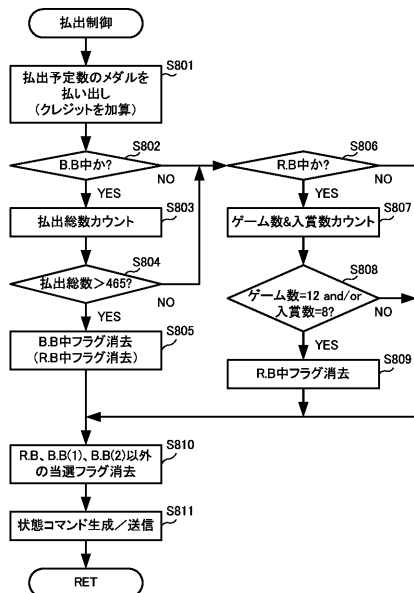 払出制御
S801
払出予定数のメダルを
払い出し
(クレジットを加算)
S802
B.B中か?
NO
YES
S803
払出総数カウント
S804
払出総数>465?
NO
YES
S805
B.B中フラグ消去
(R.B中フラグ消去)
S806
R.B中か?
NO
YES
S807
ゲーム数&入賞数カウント
S808
ゲーム数=12 and/or
入賞数=8?
NO
YES
S809
R.B中フラグ消去
S810
R.B、B.B(1)、B.B(2)以外
の当選フラグ消去
S811
状態コマンド生成/送信
RET